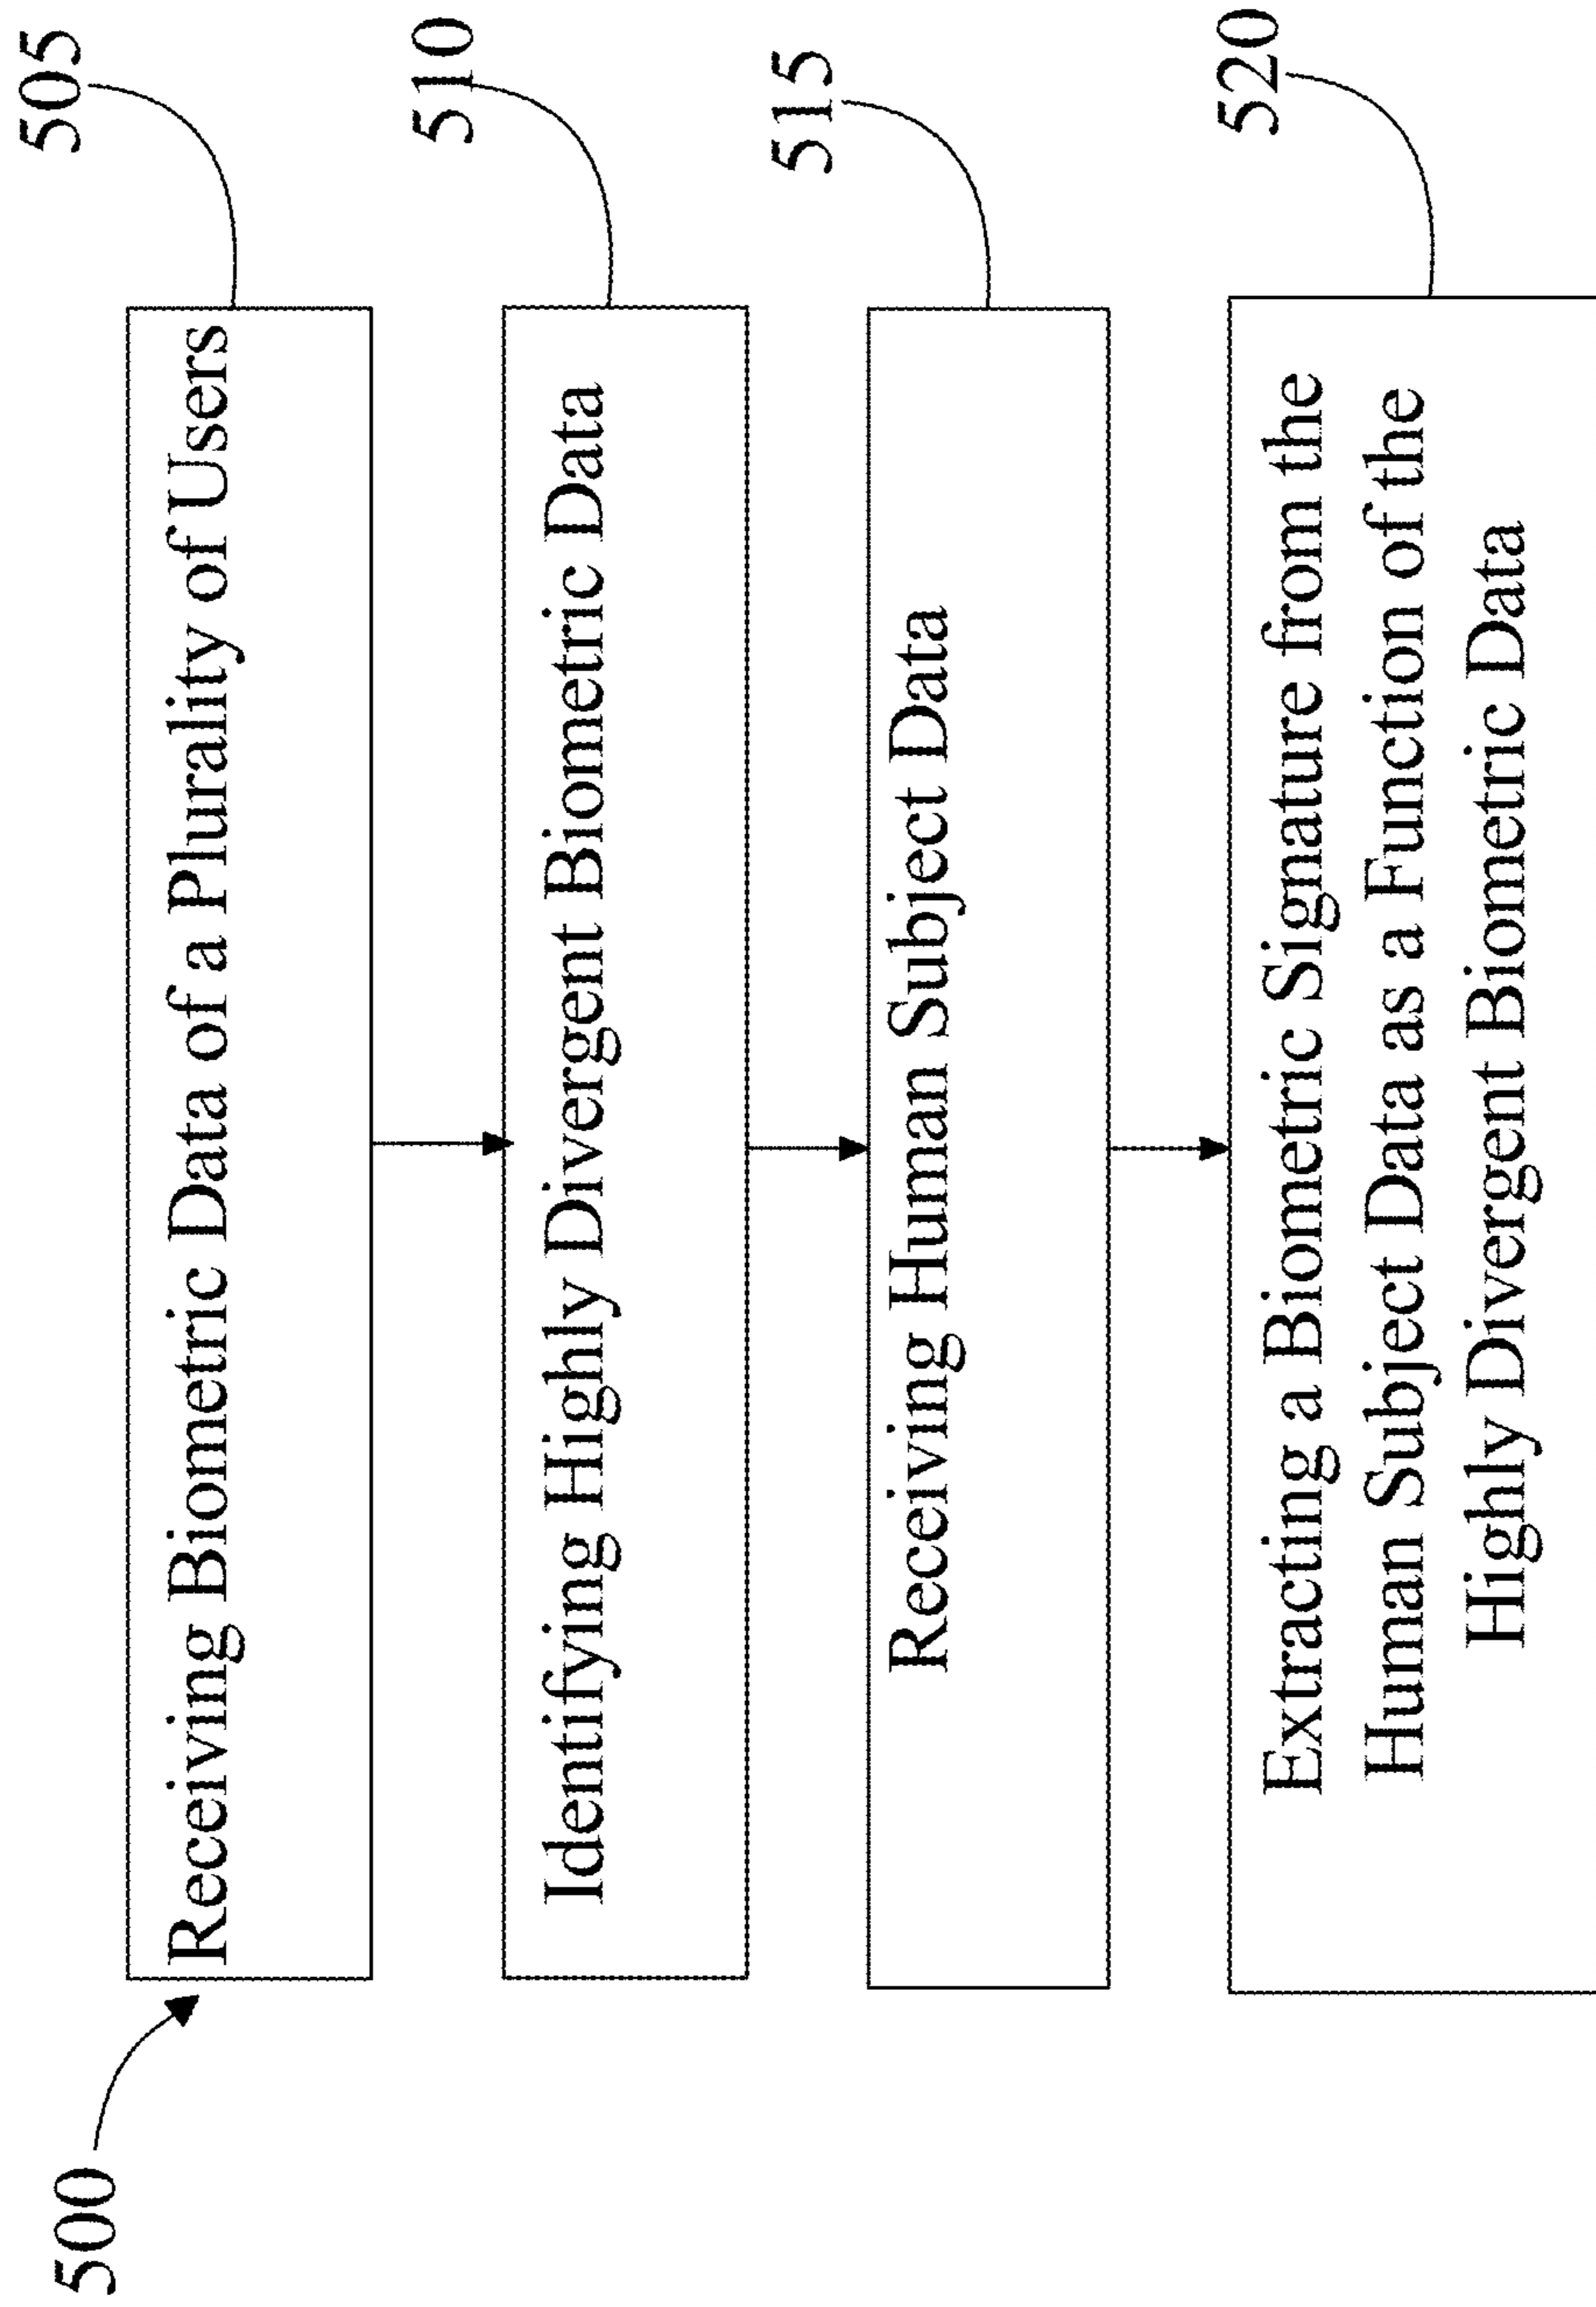 500
505
Receiving Biometric Data of a Plurality of Users
510
Identifying Highly Divergent Biometric Data
515
Receiving Human Subject Data
520
Extracting a Biometric Signature from the
Human Subject Data as a Function of the
Highly Divergent Biometric Data